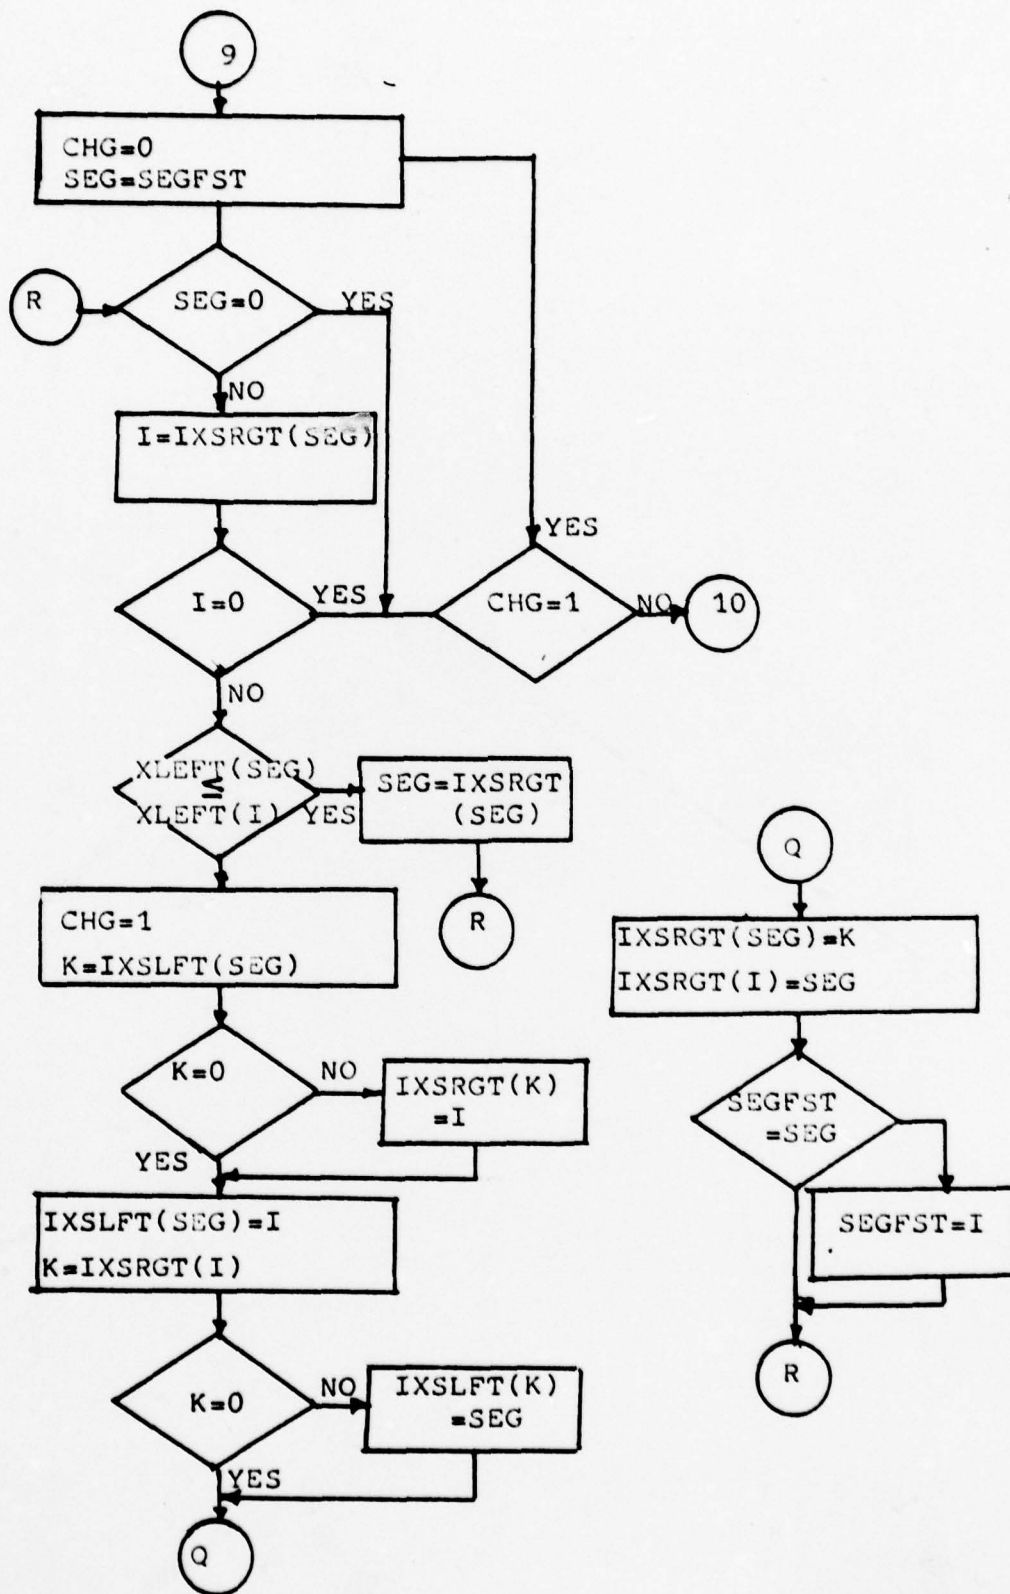 9
CHG=0
SEG=SEGFST
R
SEG=0
YES
NO
I=IXSRGT(SEG)
YES
I=0
YES
CHG=1
NO
10
NO
XLEFT(SEG)
≤
XLEFT(I)
YES
SEG=IXSRGT
(SEG)
R
CHG=1
K=IXSLFT(SEG)
K=0
NO
IXSRGT(K)
=I
YES
IXSLFT(SEG)=I
K=IXSRGT(I)
K=0
NO
IXSLFT(K)
=SEG
YES
Q
Q
IXSRGT(SEG)=K
IXSRGT(I)=SEG
SEGFST
=SEG
SEGFST=I
R